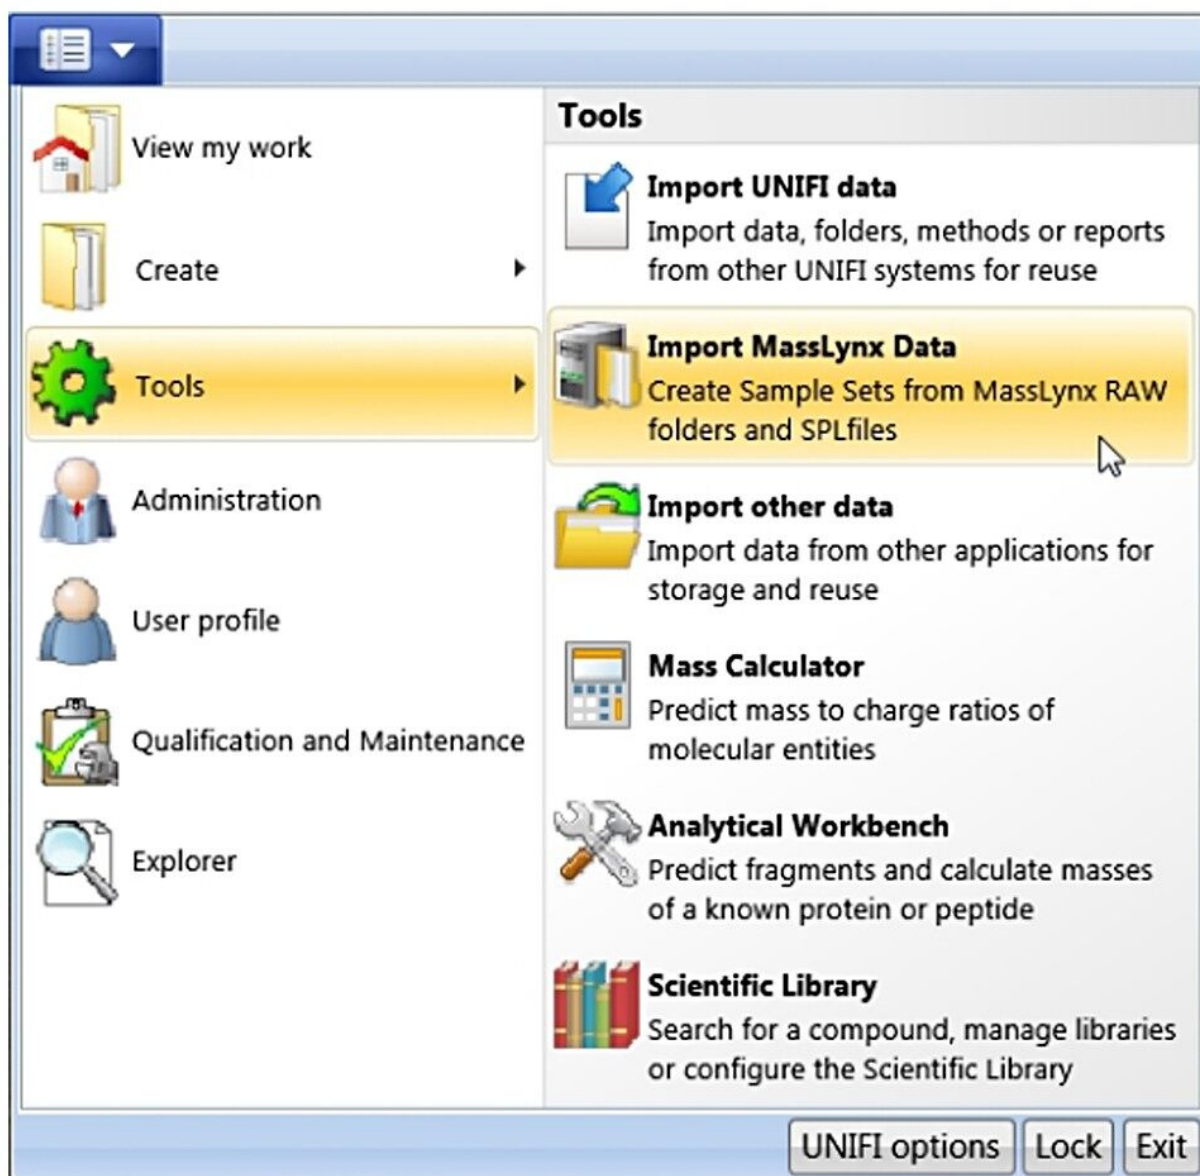 View my work
Create
Tools
Administration
User profile
Qualification and Maintenance
Explorer
Tools
Import UNIFI data
Import data, folders, methods or reports
from other UNIFI systems for reuse
Import MassLynx Data
Create Sample Sets from MassLynx RAW
folders and SPLfiles
Import other data
Import data from other applications for
storage and reuse
Mass Calculator
Predict mass to charge ratios of
molecular entities
Analytical Workbench
Predict fragments and calculate masses
of a known protein or peptide
Scientific Library
Search for a compound, manage libraries
or configure the Scientific Library
UNIFI options Lock Exit